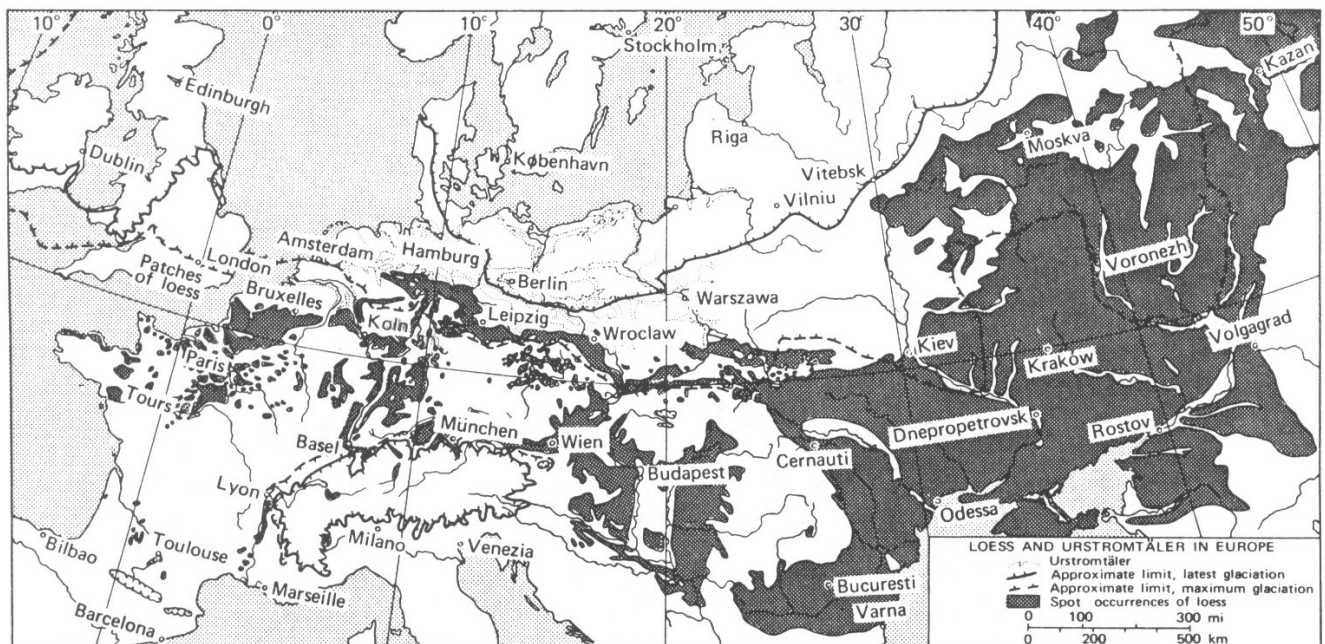 10°
0°
10°
20°
30°
40°
50°
Stockholm
Kazan
Edinburgh
Riga
Moskva
Dublin
København
Vitebsk
Vilniu
Amsterdam
Hamburg
London
Voronezh
Patches
of loess
Bruxelles
Berlin
Warszawa
Koln
Leipzig
Wroclaw
Volgagrad
Paris
Kiev
Kraków
Tours
Dnepropetrovsk
Rostov
Basel
München
Wien
Budapest
Cernauti
Lyon
Odessa
Bilbao
Toulouse
Milano
Venezia
Marseille
Barcelona
Bucuresti
Varna
LOESS AND URSTROMTÄLER IN EUROPE
Urstromtäler
Approximate limit, latest glaciation
Approximate limit, maximum glaciation
Spot occurrences of loess
0 100 300 mi
0 200 500 km